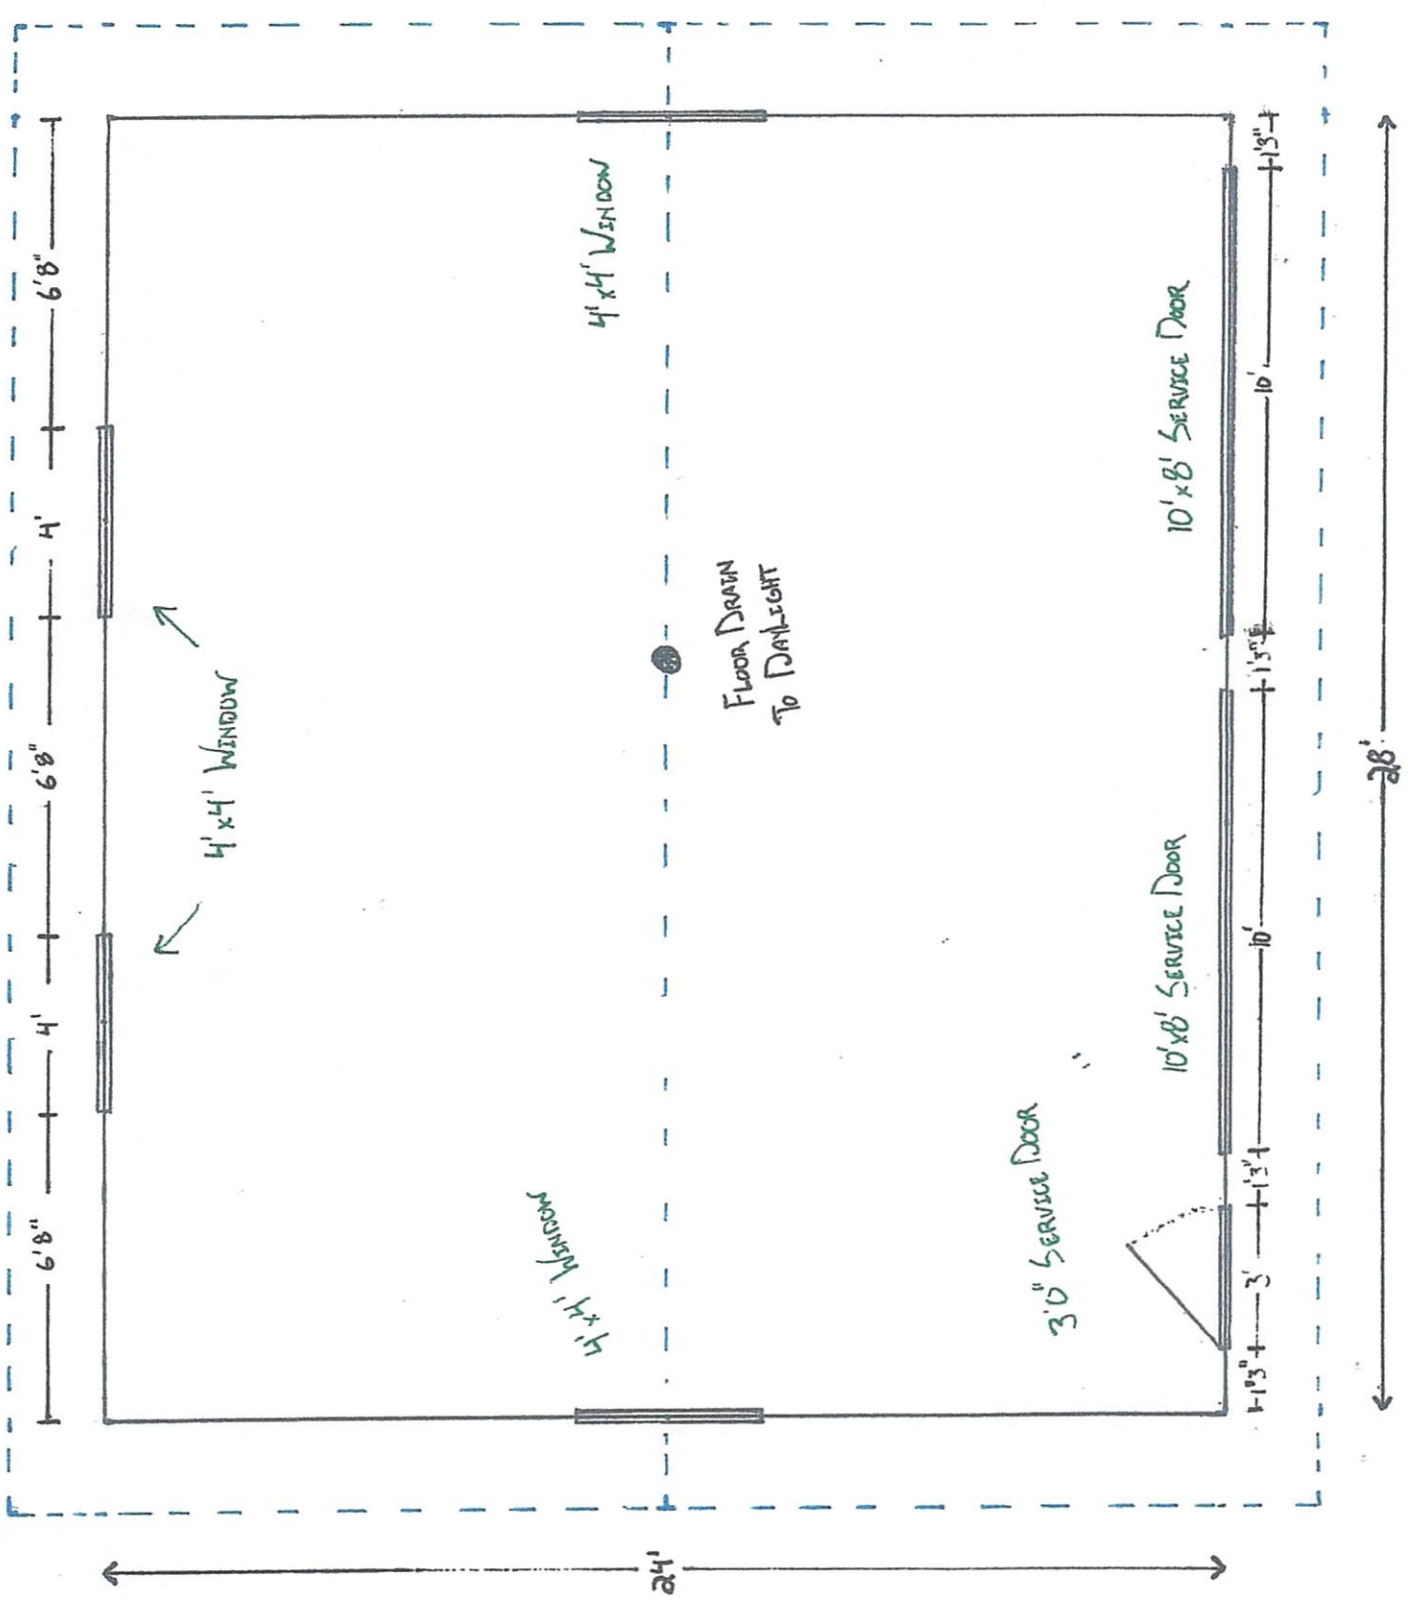 6'8"
4'
6'8"
4'
6'8"
4'x4' WINDOW
4'x4' WINDOW
4'x4' WINDOW
FLOOR DRAIN
TO DAYLIGHT
10'x8' SERVICE DOOR
10'x8' SERVICE DOOR
3'0" SERVICE DOOR
1'3"
10'
1'3"
10'
1'3"
3'
1'3"
28'
24'